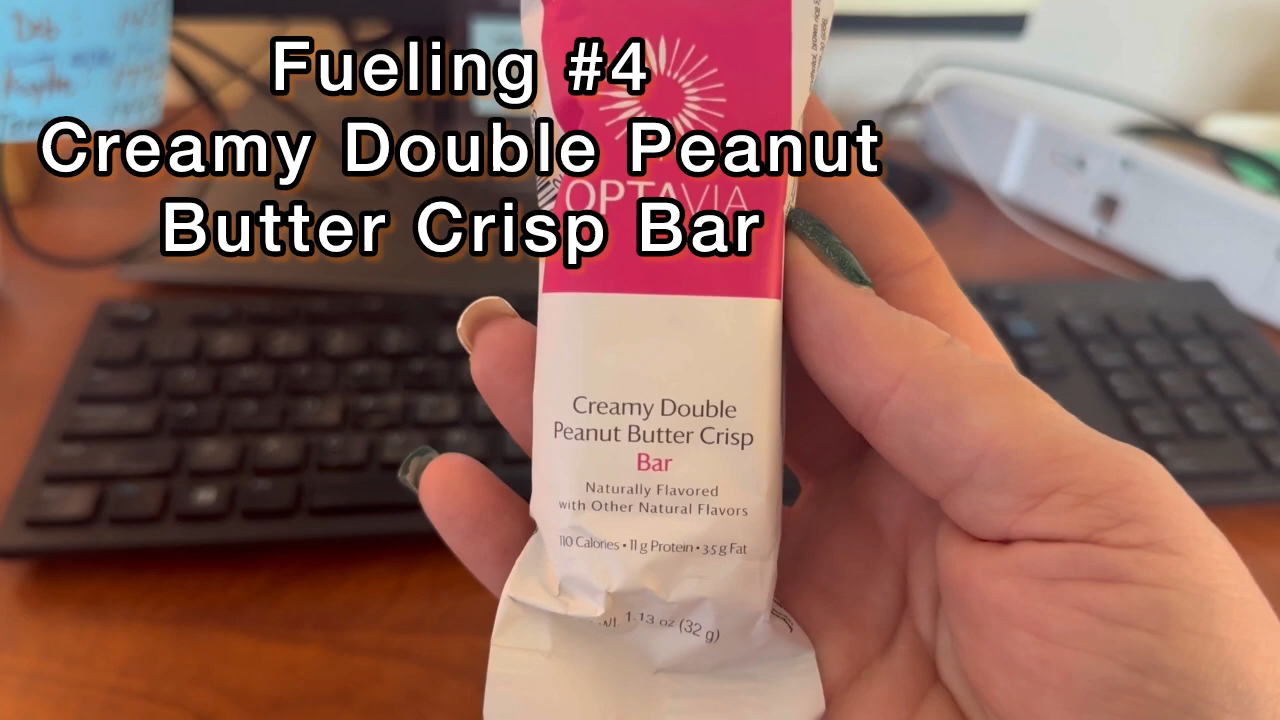 Fueling #4
Creamy Double Peanut
Butter Crisp Bar
Deb :
OPTAVIA
Creamy Double
Peanut Butter Crisp
Bar
Naturally Flavored
with Other Natural Flavors
110 Calories • 11 g Protein • 3.5 g Fat
1.13 oz (32 g)